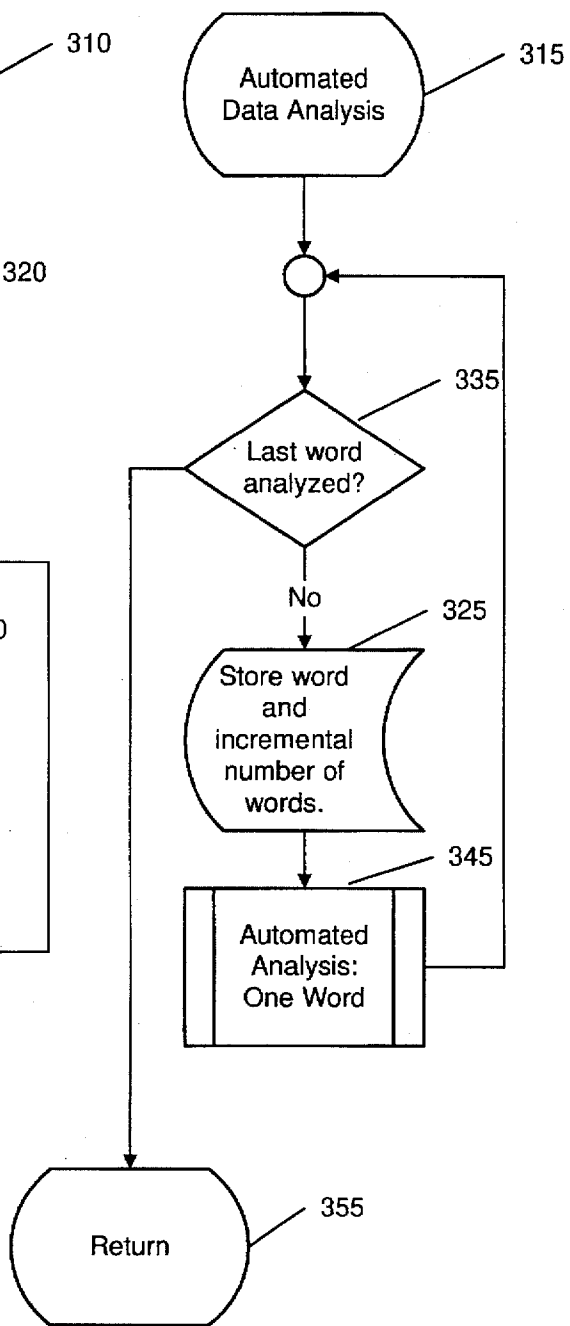 310
315
Automated
Data Analysis
320
335
Last word
analyzed?
No
325
Store word
and
incremental
number of
words.
0
345
Automated
Analysis:
One Word
355
Return